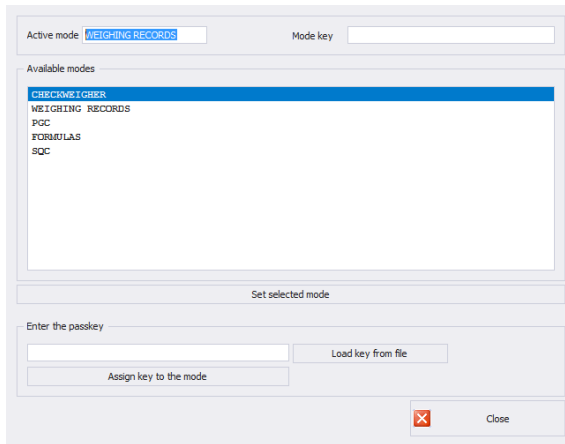 Active mode WEIGHING RECORDS Mode key
Available modes
CHECKWEIGHER
WEIGHING RECORDS
PGC
FORMULAS
SQC
Set selected mode
Enter the passkey
Load key from file
Assign key to the mode
Close